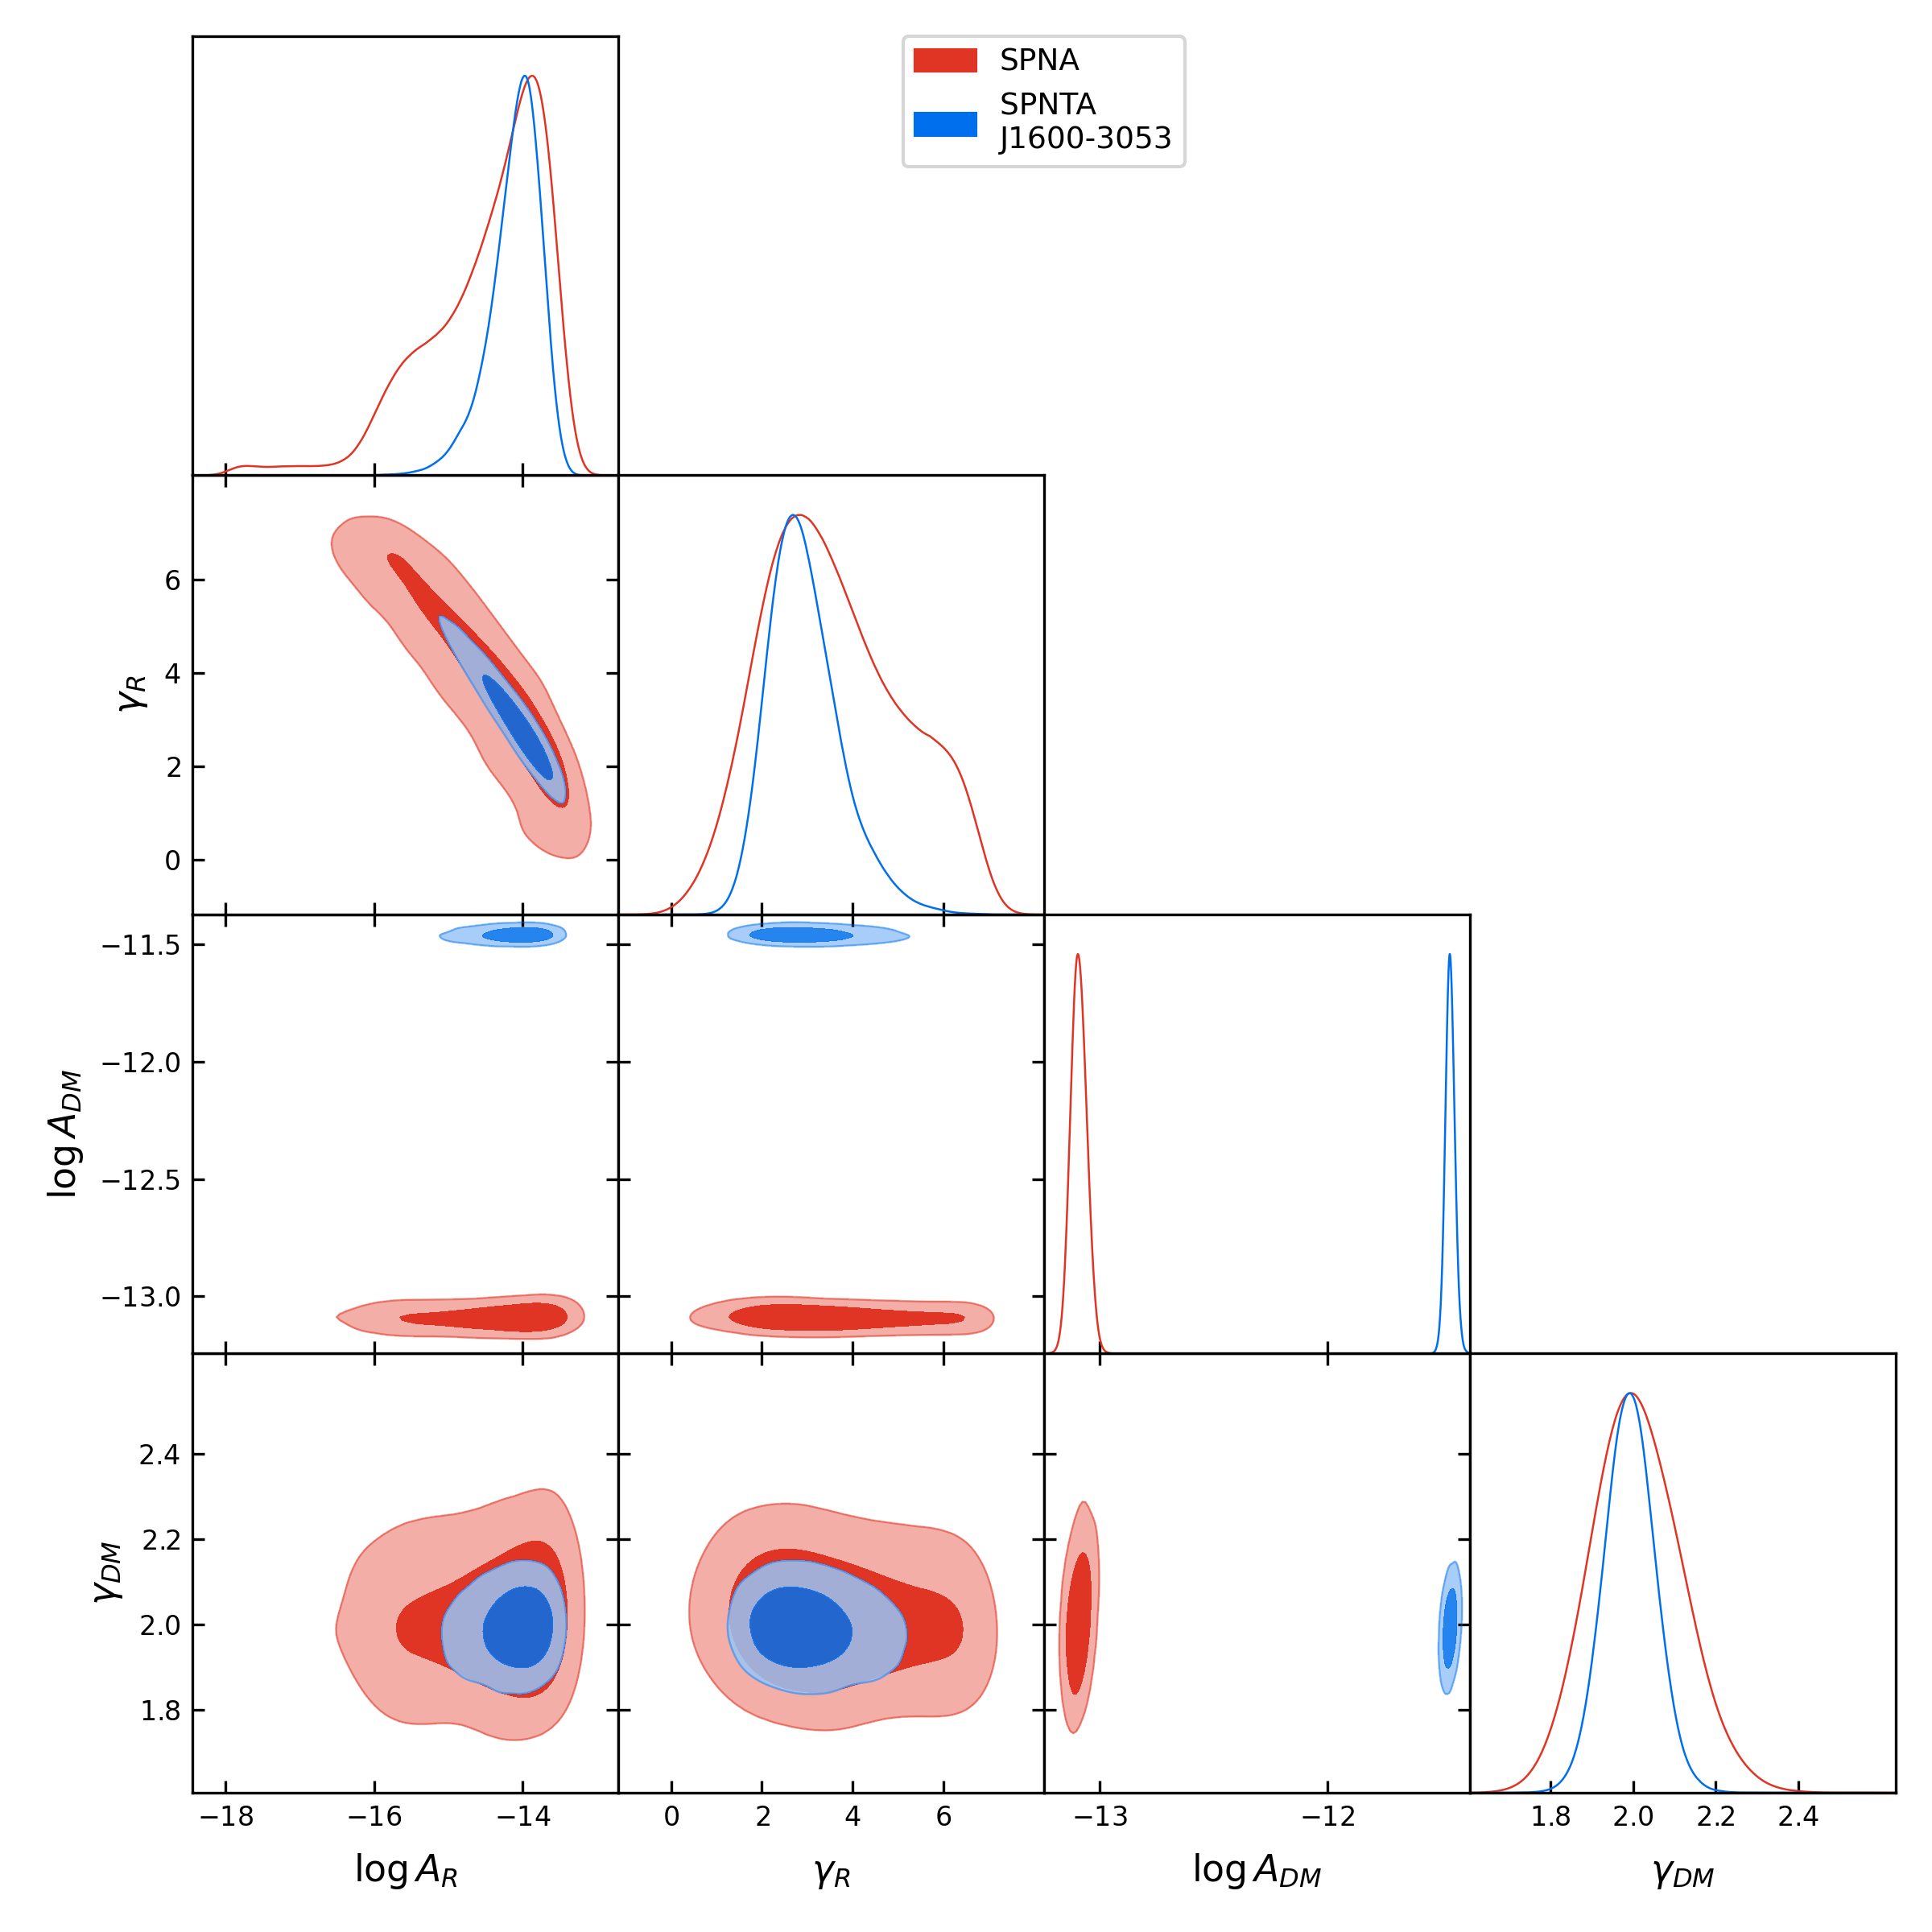 SPNA
SPNTA
J1600-3053
γ_R
6
4
2
0
log A_DM
−11.5
−12.0
−12.5
−13.0
γ_DM
2.4
2.2
2.0
1.8
−18 −16 −14 0 2 4 6 −13 −12 1.8 2.0 2.2 2.4
log A_R γ_R log A_DM γ_DM